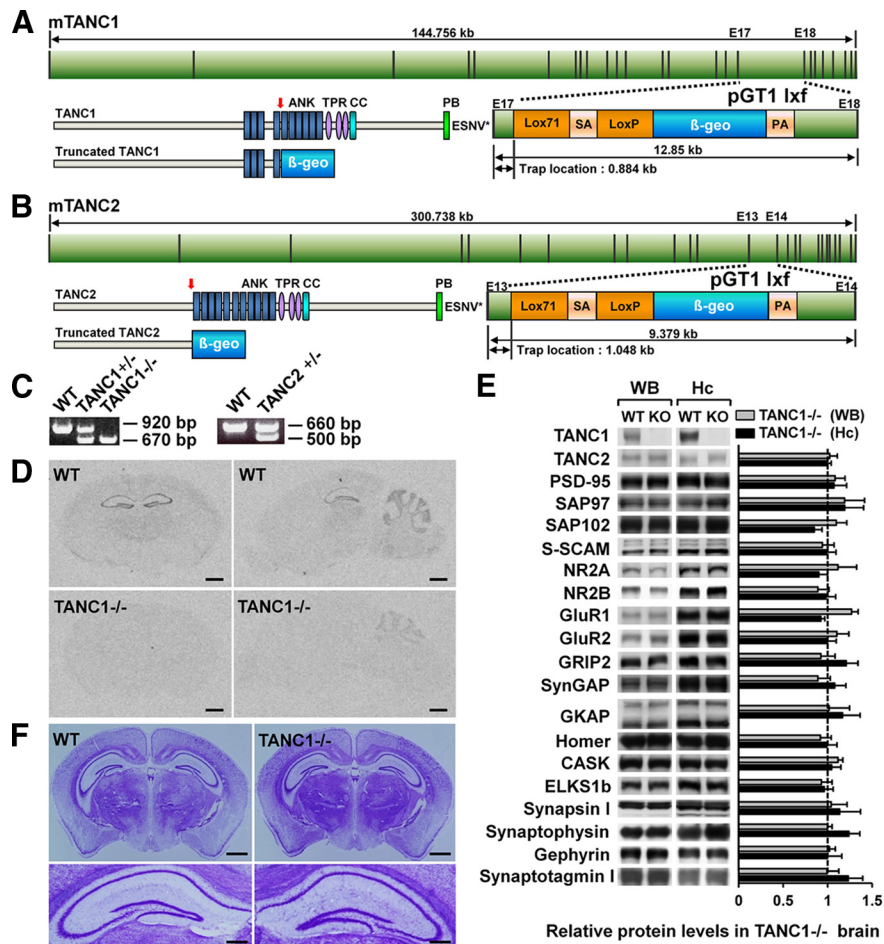 A
mTANC1
144.756 kb
E17
E18
TANC1
ANK
TPR
CC
PB
ESNV*
Truncated TANC1
ß-geo
pGT1 lxf
E17
E18
Lox71
SA
LoxP
ß-geo
PA
12.85 kb
Trap location : 0.884 kb
B
mTANC2
300.738 kb
E13
E14
TANC2
ANK
TPR
CC
PB
ESNV*
Truncated TANC2
ß-geo
pGT1 lxf
E13
E14
Lox71
SA
LoxP
ß-geo
PA
9.379 kb
Trap location : 1.048 kb
C
WT
TANC1+/-
TANC1-/-
920 bp
670 bp
WT
TANC2 +/-
660 bp
500 bp
D
WT
WT
TANC1-/-
TANC1-/-
E
WB
Hc
WT KO WT KO
TANC1-/- (WB)
TANC1-/- (Hc)
TANC1
TANC2
PSD-95
SAP97
SAP102
S-SCAM
NR2A
NR2B
GluR1
GluR2
GRIP2
SynGAP
GKAP
Homer
CASK
ELKS1b
Synapsin I
Synaptophysin
Gephyrin
Synaptotagmin I
0 0.5 1 1.5
Relative protein levels in TANC1-/- brain
F
WT
TANC1-/-